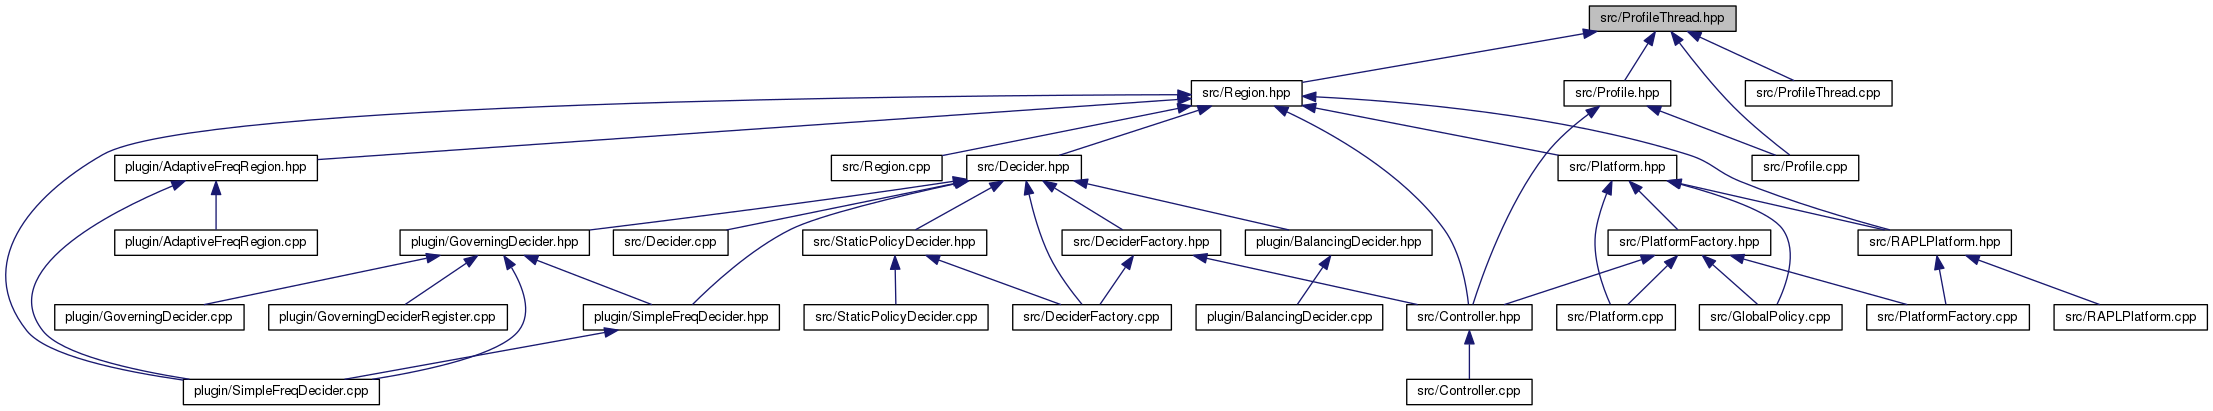 src/ProfileThread.hpp
src/Region.hpp
src/Profile.hpp
src/ProfileThread.cpp
plugin/AdaptiveFreqRegion.hpp
src/Region.cpp
src/Decider.hpp
src/Platform.hpp
src/Profile.cpp
plugin/AdaptiveFreqRegion.cpp
plugin/GoverningDecider.hpp
src/Decider.cpp
src/StaticPolicyDecider.hpp
src/DeciderFactory.hpp
plugin/BalancingDecider.hpp
src/PlatformFactory.hpp
src/RAPLPlatform.hpp
plugin/GoverningDecider.cpp
plugin/GoverningDeciderRegister.cpp
plugin/SimpleFreqDecider.hpp
src/StaticPolicyDecider.cpp
src/DeciderFactory.cpp
plugin/BalancingDecider.cpp
src/Controller.hpp
src/Platform.cpp
src/GlobalPolicy.cpp
src/PlatformFactory.cpp
src/RAPLPlatform.cpp
plugin/SimpleFreqDecider.cpp
src/Controller.cpp